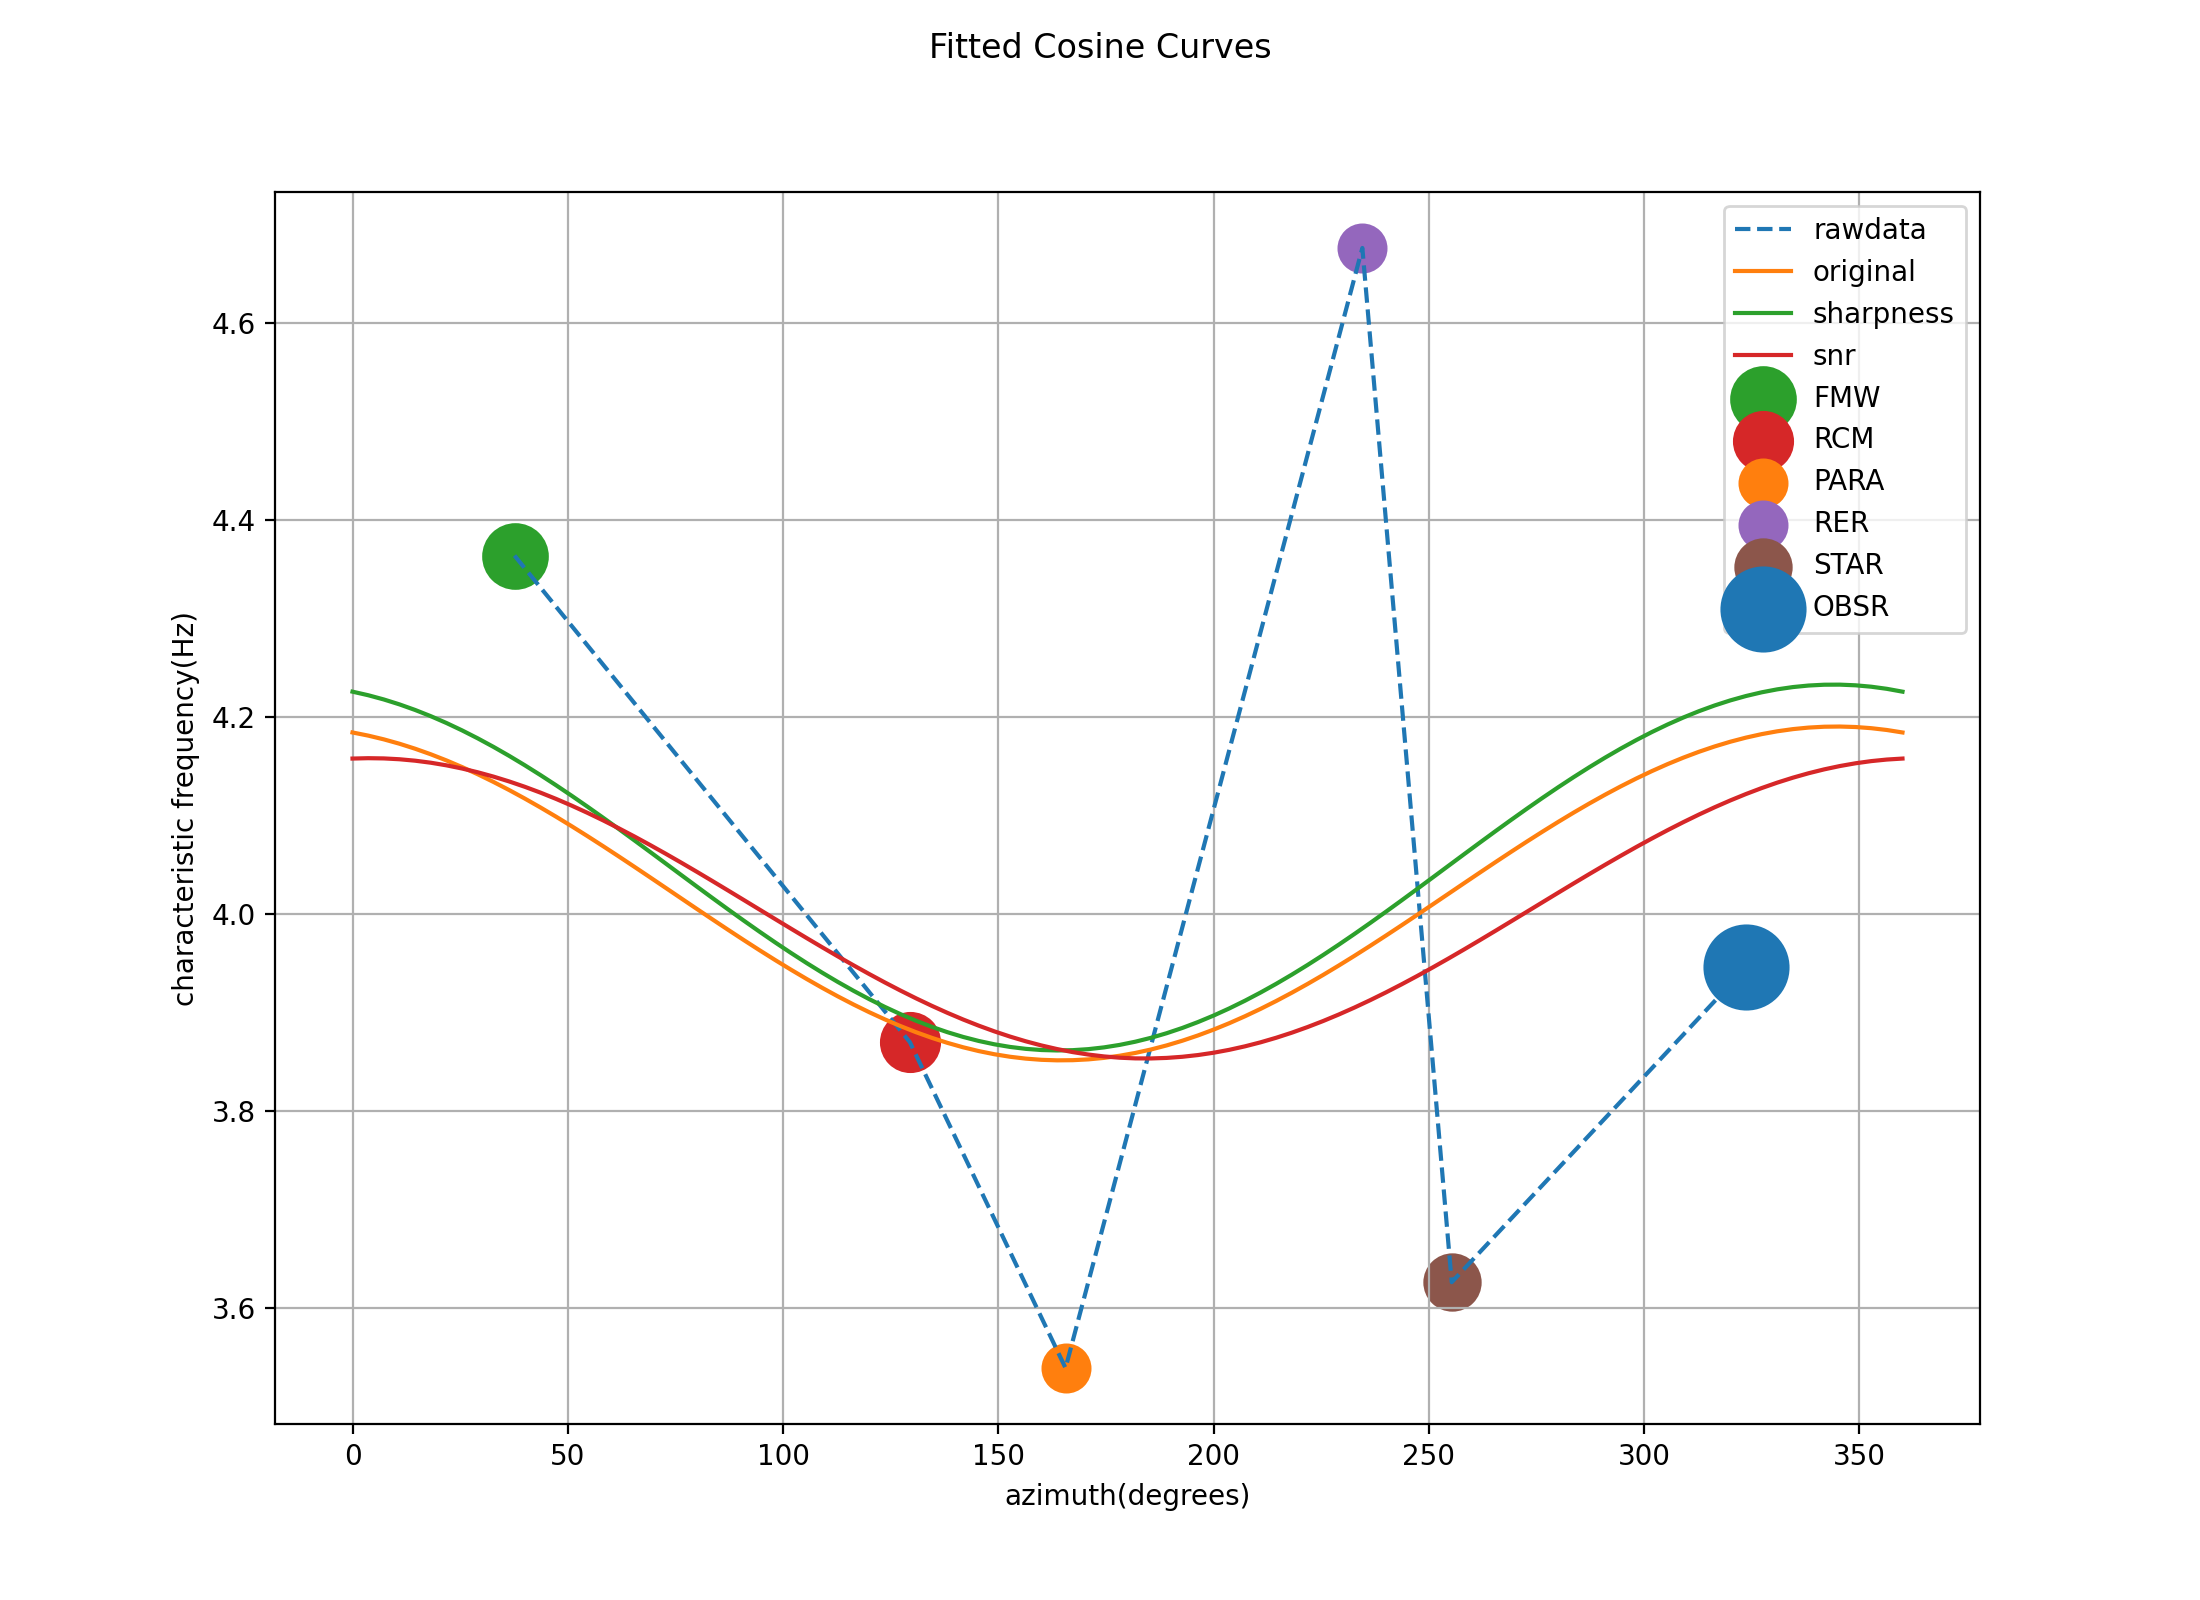 Fitted Cosine Curves
rawdata
original
sharpness
snr
FMW
RCM
PARA
RER
STAR
OBSR
characteristic frequency(Hz)
4.6
4.4
4.2
4.0
3.8
3.6
0 50 100 150 200 250 300 350
azimuth(degrees)